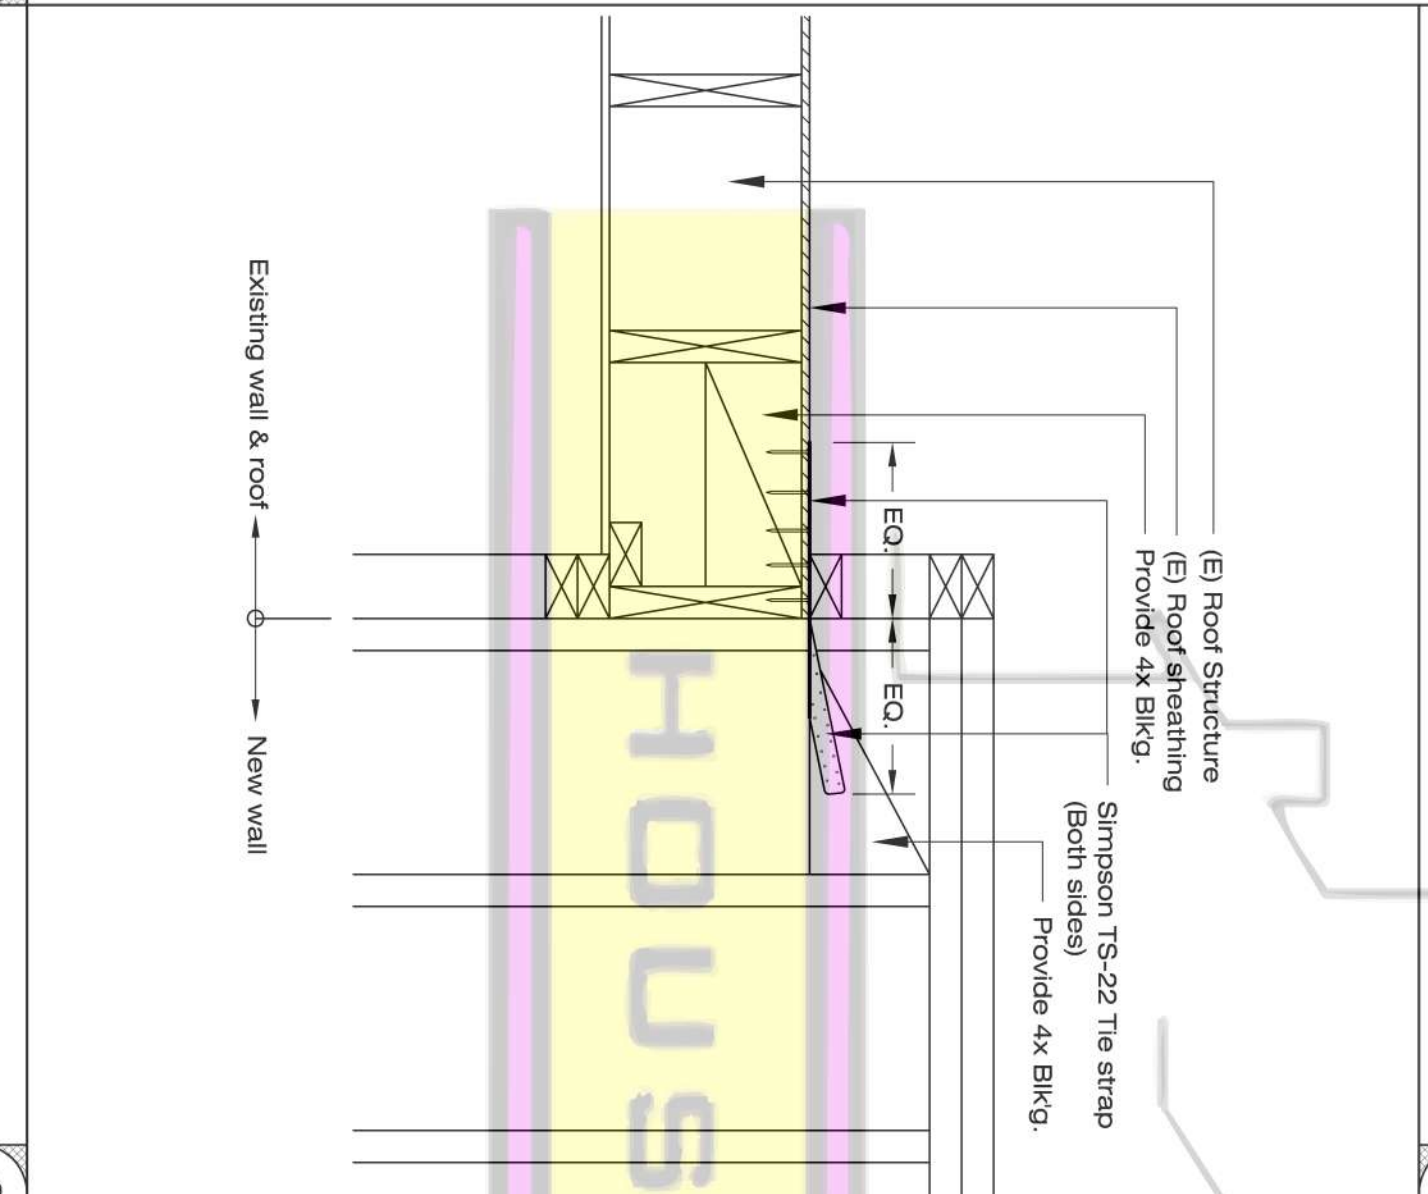 (E) Roof Structure
(E) Roof sheathing
Provide 4x Blk'g.
Simpson TS-22 Tie strap
(Both sides)
Provide 4x Blk'g.
EQ.
EQ.
HOUS
Existing wall & roof
New wall